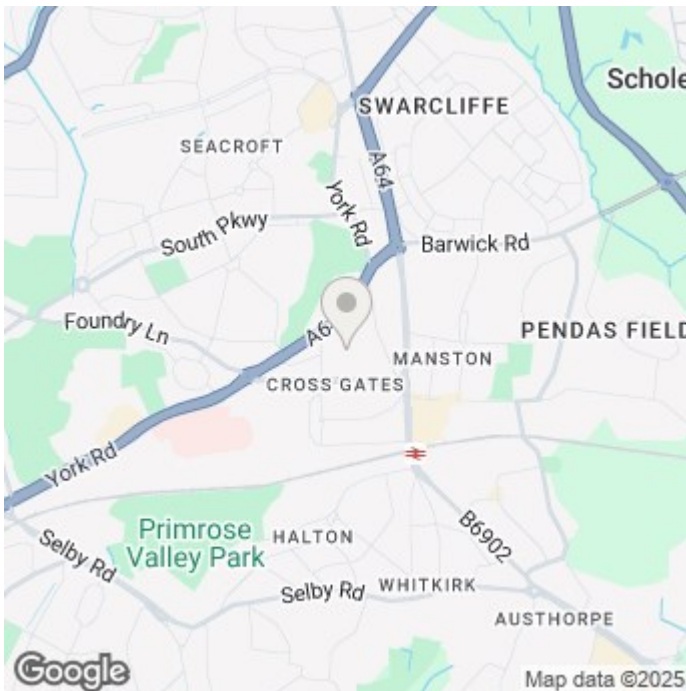 Schole
SWARCLIFFE
SEACROFT
A64
York Rd
South Pkwy
Barwick Rd
Foundry Ln
A6
PENDAS FIELD
MANSTON
CROSS GATES
York Rd
Primrose
Valley Park
HALTON
B6902
Selby Rd
Selby Rd
WHITKIRK
AUSTHORPE
Google
Map data ©2025